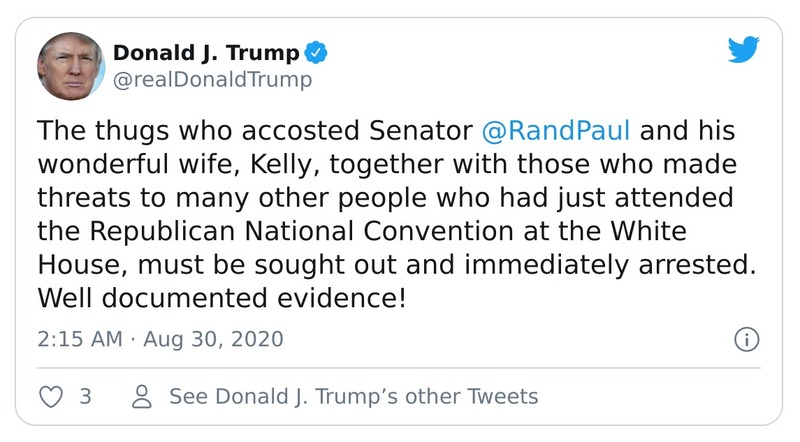 Donald J. Trump
@realDonaldTrump
The thugs who accosted Senator @RandPaul and his
wonderful wife, Kelly, together with those who made
threats to many other people who had just attended
the Republican National Convention at the White
House, must be sought out and immediately arrested.
Well documented evidence!
2:15 AM · Aug 30, 2020
3 See Donald J. Trump’s other Tweets